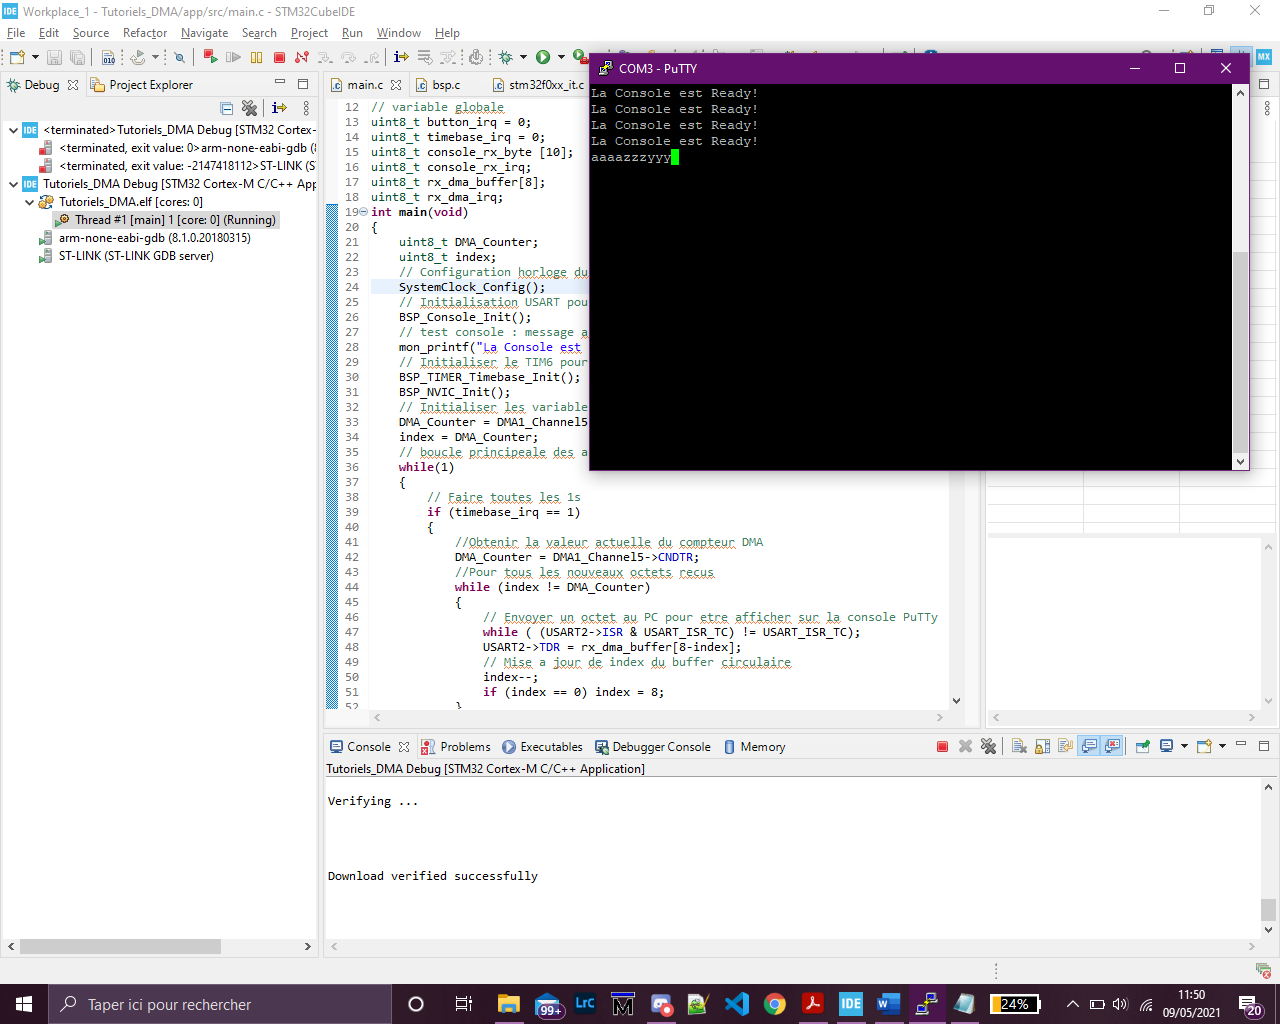 IDE Workplace_1 - Tutoriels_DMA/app/src/main.c - STM32CubeIDE
File Edit Source Refactor Navigate Search Project Run Window Help
MX
Debug Project Explorer
main.c bsp.c stm32f0xx_it.c
COM3 - PuTTY
La Console est Ready!
La Console est Ready!
La Console est Ready!
La Console est Ready!
aaaazzzyyy
IDE <terminated>Tutoriels_DMA Debug [STM32 Cortex-
<terminated, exit value: 0>arm-none-eabi-gdb (8
<terminated, exit value: -2147418112>ST-LINK (S
IDE Tutoriels_DMA Debug [STM32 Cortex-M C/C++ App
Tutoriels_DMA.elf [cores: 0]
Thread #1 [main] 1 [core: 0] (Running)
arm-none-eabi-gdb (8.1.0.20180315)
ST-LINK (ST-LINK GDB server)
12 // variable globale
13 uint8_t button_irq = 0;
14 uint8_t timebase_irq = 0;
15 uint8_t console_rx_byte [10];
16 uint8_t console_rx_irq;
17 uint8_t rx_dma_buffer[8];
18 uint8_t rx_dma_irq;
19 int main(void)
20 {
21 uint8_t DMA_Counter;
22 uint8_t index;
23 // Configuration horloge du
24 SystemClock_Config();
25 // Initialisation USART pou
26 BSP_Console_Init();
27 // test console : message a
28 mon_printf("La Console est
29 // Initialiser le TIM6 pour
30 BSP_TIMER_Timebase_Init();
31 BSP_NVIC_Init();
32 // Initialiser les variable
33 DMA_Counter = DMA1_Channel5
34 index = DMA_Counter;
35 // boucle principeale des a
36 while(1)
37 {
38 // Faire toutes les 1s
39 if (timebase_irq == 1)
40 {
41 //Obtenir la valeur actuelle du compteur DMA
42 DMA_Counter = DMA1_Channel5->CNDTR;
43 //Pour tous les nouveaux octets recus
44 while (index != DMA_Counter)
45 {
46 // Envoyer un octet au PC pour etre afficher sur la console PuTTy
47 while ( (USART2->ISR & USART_ISR_TC) != USART_ISR_TC);
48 USART2->TDR = rx_dma_buffer[8-index];
49 // Mise a jour de index du buffer circulaire
50 index--;
51 if (index == 0) index = 8;
52 }
Console Problems Executables Debugger Console Memory
Tutoriels_DMA Debug [STM32 Cortex-M C/C++ Application]
Verifying ...
Download verified successfully
Taper ici pour rechercher
99+
LrC
IDE
24%
11:50
09/05/2021
20